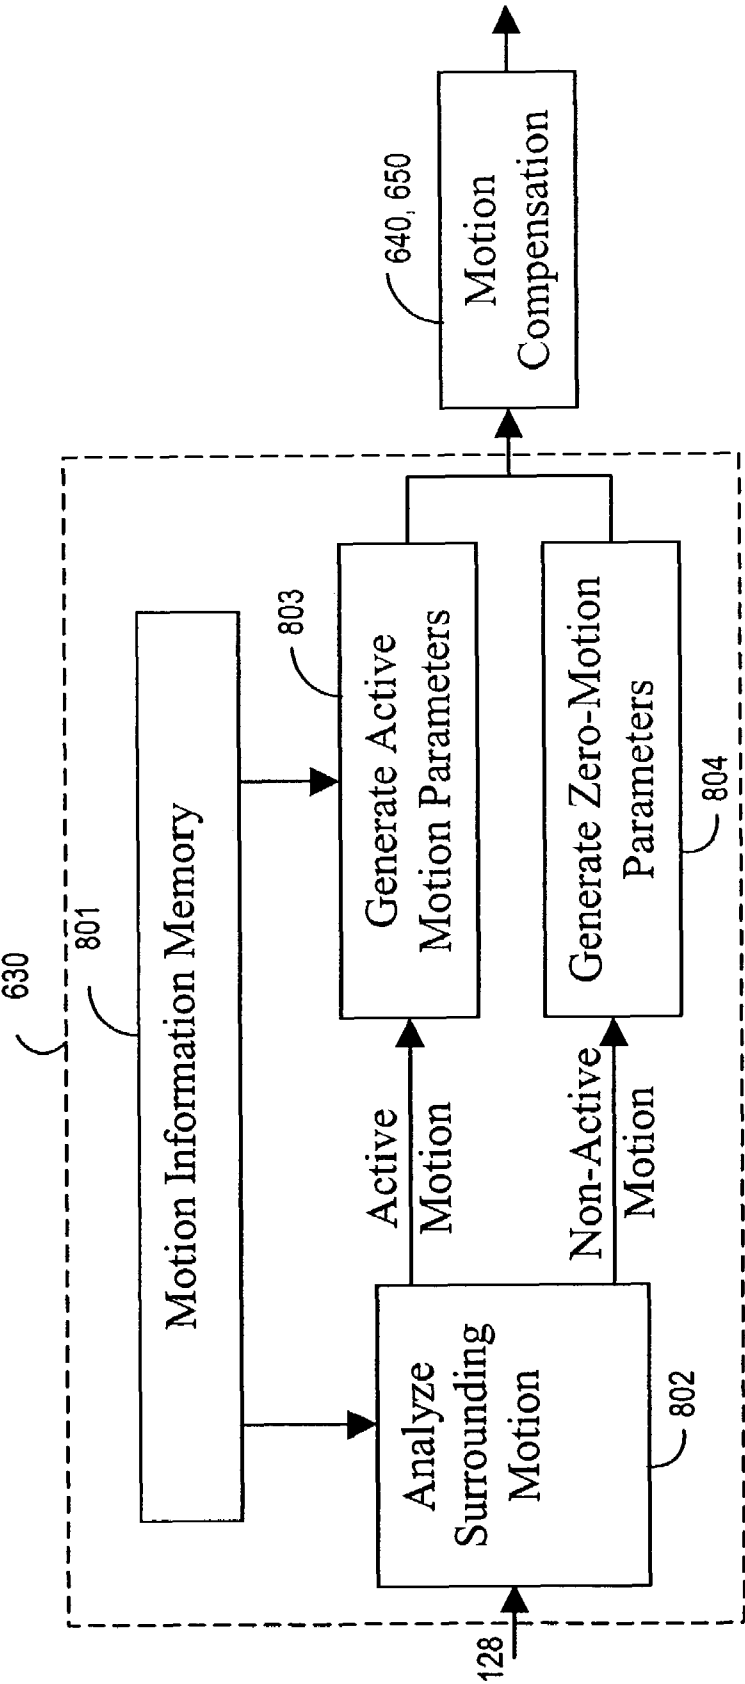 630
801
Motion Information Memory
128
Analyze
Surrounding
Motion
802
Active
Motion
Non-Active
Motion
803
Generate Active
Motion Parameters
Generate Zero-Motion
Parameters
804
640, 650
Motion
Compensation